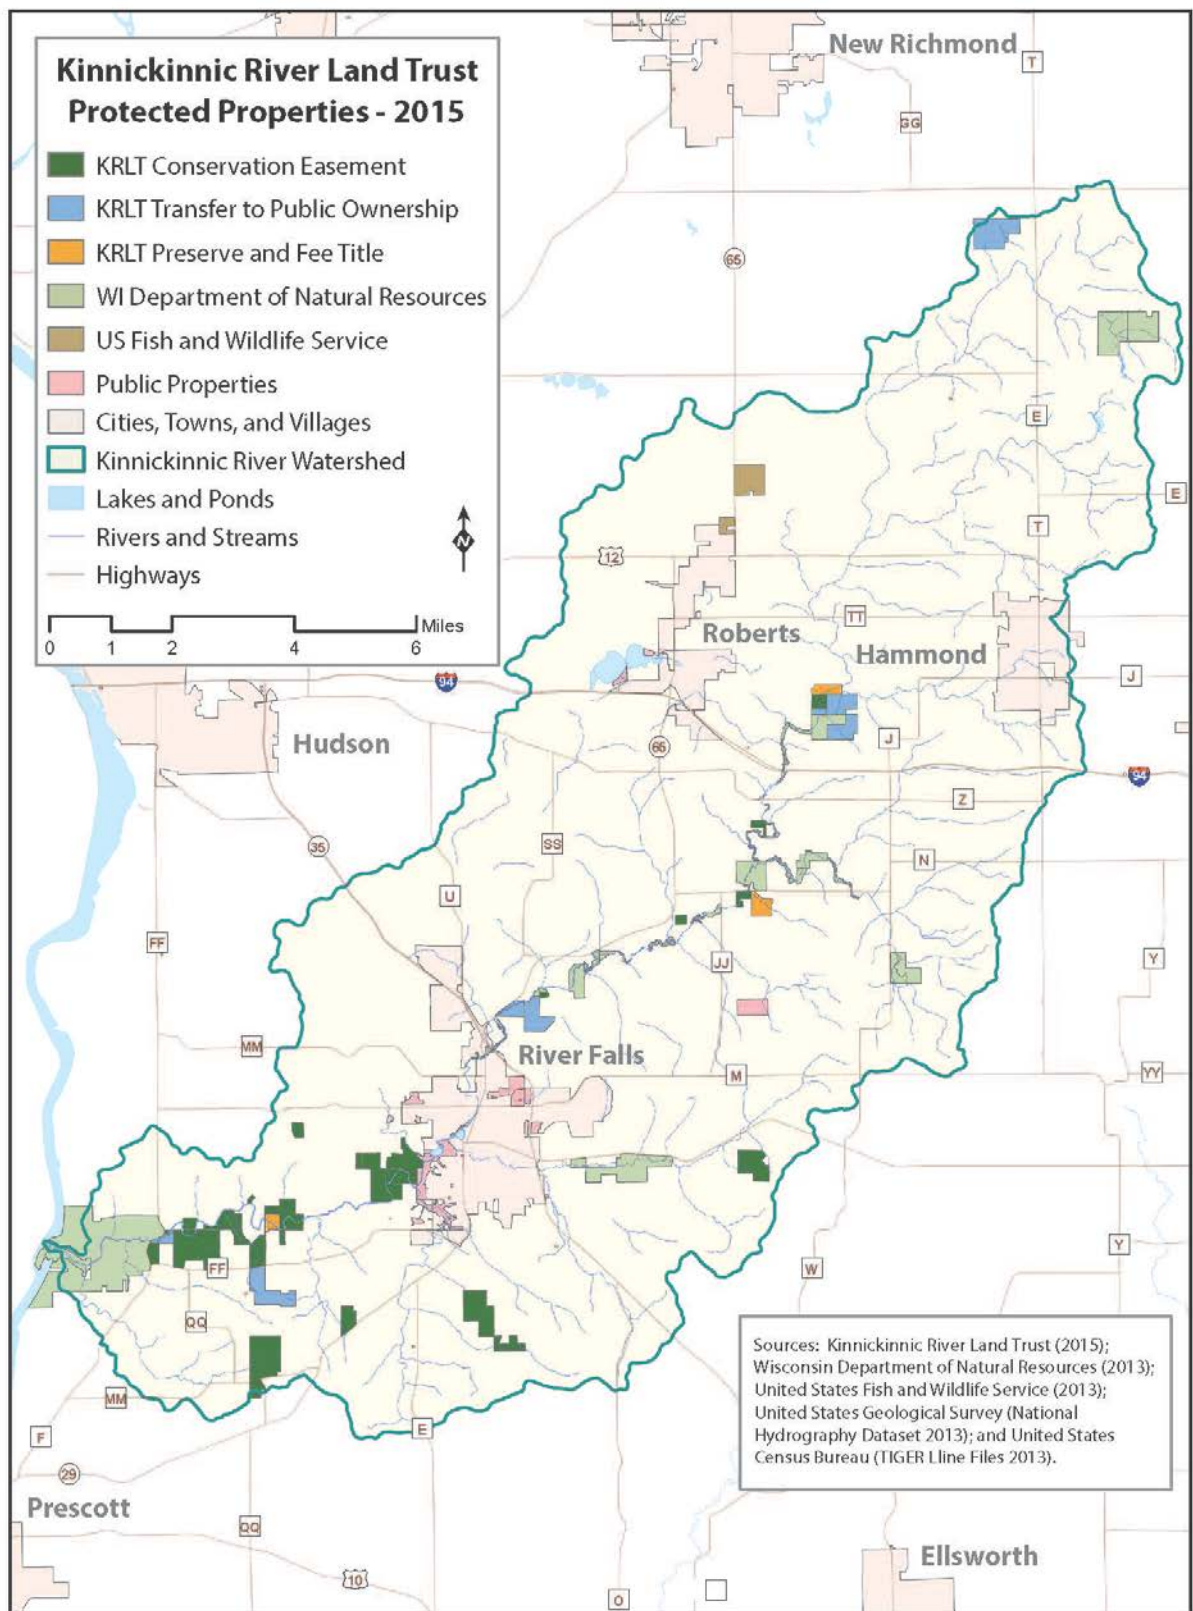 Kinnickinnic River Land Trust
Protected Properties - 2015
KRLT Conservation Easement
KRLT Transfer to Public Ownership
KRLT Preserve and Fee Title
WI Department of Natural Resources
US Fish and Wildlife Service
Public Properties
Cities, Towns, and Villages
Kinnickinnic River Watershed
Lakes and Ponds
Rivers and Streams
Highways
N
Miles
0 1 2 4 6
New Richmond
T
GG
65
E
E
T
12
TT
Roberts
Hammond
J
94
Hudson
65
J
94
Z
35
SS
N
U
FF
JJ
Y
River Falls
MM
M
YY
Y
FF
W
QQ
MM
E
F
29
Prescott
QQ
10
O
Ellsworth
Sources: Kinnickinnic River Land Trust (2015);
Wisconsin Department of Natural Resources (2013);
United States Fish and Wildlife Service (2013);
United States Geological Survey (National
Hydrography Dataset 2013); and United States
Census Bureau (TIGER Lline Files 2013).